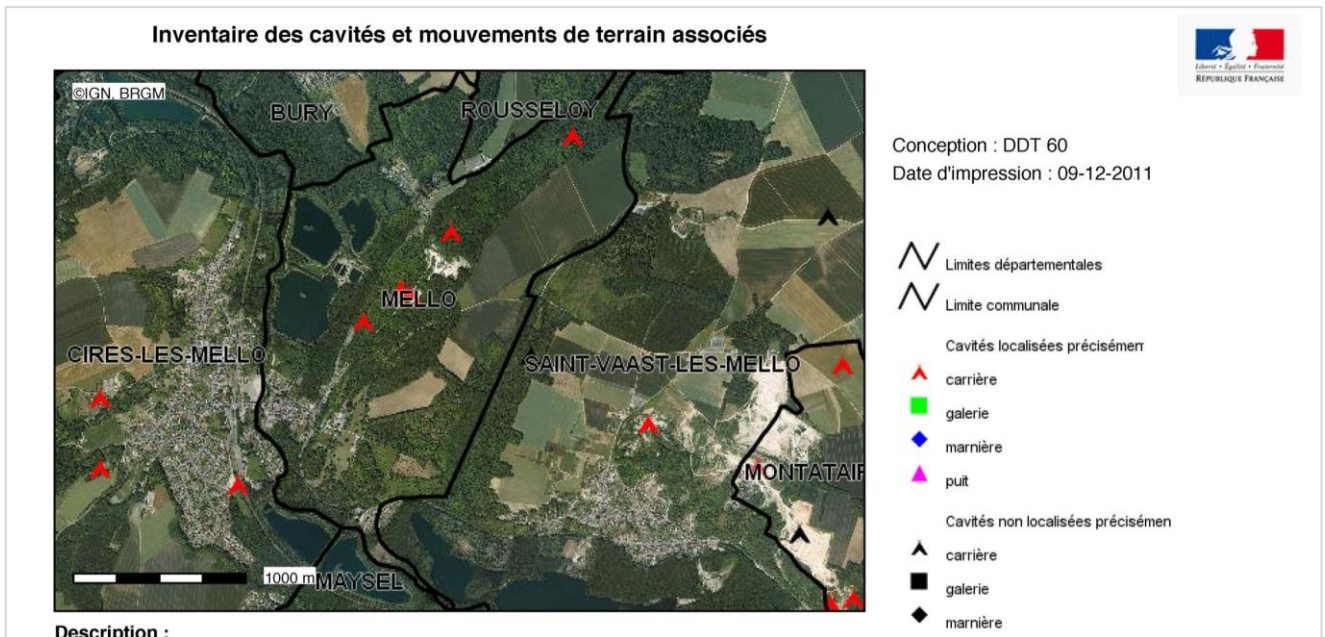 Inventaire des cavités et mouvements de terrain associés
Liberté • Égalité • Fraternité
RÉPUBLIQUE FRANÇAISE
©IGN, BRGM
BURY
ROUSSELOY
MELLO
CIRES-LES-MELLO
SAINT-VAAST-LES-MELLO
MONTATAIR
1000 m
MAYSEL
Conception : DDT 60
Date d'impression : 09-12-2011
Limites départementales
Limite communale
Cavités localisées précisémen
carrière
galerie
marnière
puit
Cavités non localisées précisémen
carrière
galerie
marnière
Description :